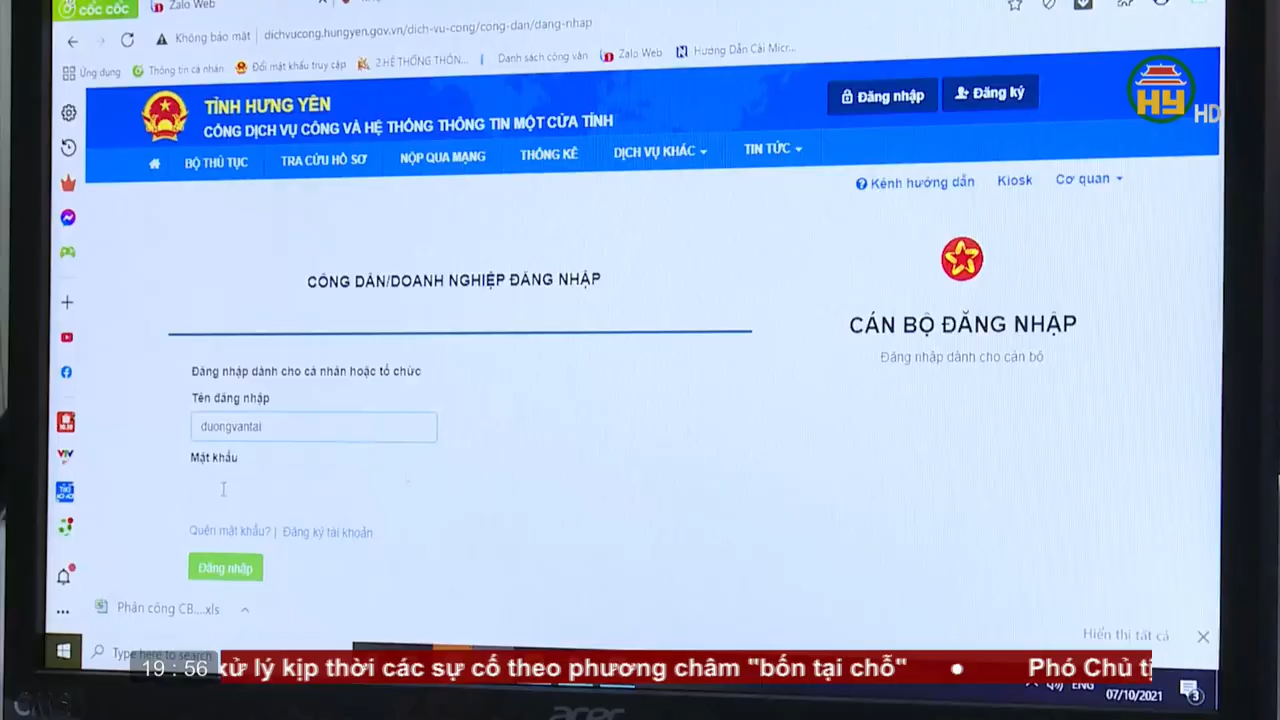 CỐC CỐC
Zalo Web
Không bảo mật
dichvucong.hungyen.gov.vn/dich-vu-cong/cong-dan/dang-nhap
Ứng dụng
Thông tin cá nhân
Đổi mật khẩu truy cập
2.HỆ THỐNG THÔN...
Danh sách công văn
Zalo Web
Hướng Dẫn Cài Micr...
TỈNH HƯNG YÊN
CỔNG DỊCH VỤ CÔNG VÀ HỆ THỐNG THÔNG TIN MỘT CỬA TỈNH
Đăng nhập
Đăng ký
HY
HD
BỘ THỦ TỤC
TRA CỨU HỒ SƠ
NỘP QUA MẠNG
THỐNG KÊ
DỊCH VỤ KHÁC
TIN TỨC
Kênh hướng dẫn
Kiosk
Cơ quan
CÔNG DÂN/DOANH NGHIỆP ĐĂNG NHẬP
CÁN BỘ ĐĂNG NHẬP
Đăng nhập dành cho cán bộ
Đăng nhập dành cho cá nhân hoặc tổ chức
Tên đăng nhập
duongvantai
Mật khẩu
Quên mật khẩu? | Đăng ký tài khoản
Đăng nhập
VTV
Phân công CB....xls
Hiển thị tất cả
Type here to search
19 : 56
xử lý kịp thời các sự cố theo phương châm "bốn tại chỗ" • Phó Chủ tị
ENG
07/10/2021
3
acer